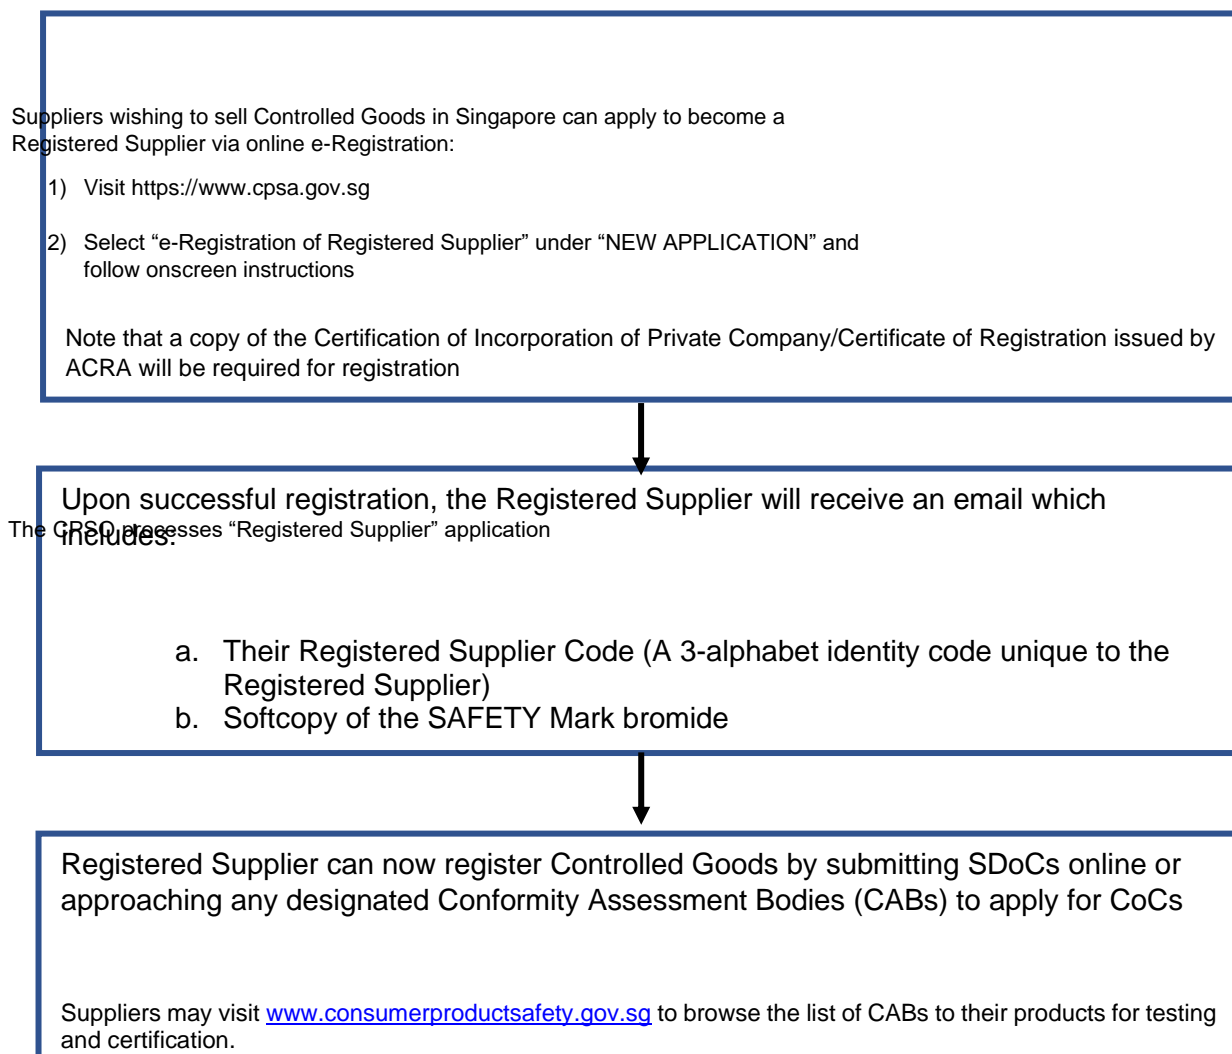 Suppliers wishing to sell Controlled Goods in Singapore can apply to become a
Registered Supplier via online e-Registration:
1) Visit https://www.cpsa.gov.sg
2) Select “e-Registration of Registered Supplier” under “NEW APPLICATION” and
follow onscreen instructions
Note that a copy of the Certification of Incorporation of Private Company/Certificate of Registration issued by
ACRA will be required for registration
Upon successful registration, the Registered Supplier will receive an email which
includes:
The CPSO processes “Registered Supplier” application
a. Their Registered Supplier Code (A 3-alphabet identity code unique to the
Registered Supplier)
b. Softcopy of the SAFETY Mark bromide
Registered Supplier can now register Controlled Goods by submitting SDoCs online or
approaching any designated Conformity Assessment Bodies (CABs) to apply for CoCs
Suppliers may visit www.consumerproductsafety.gov.sg to browse the list of CABs to their products for testing
and certification.